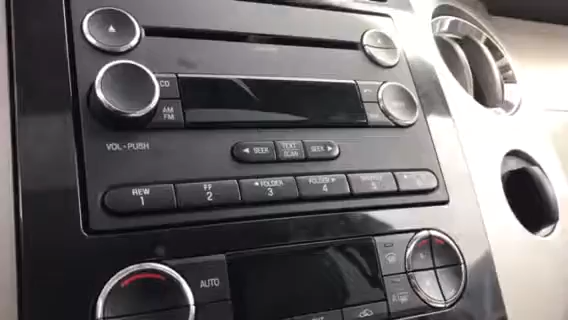 CD
AM
FM
VOL - PUSH
◄ SEEK TEXT SCAN SEEK ►
REW FF ◄ FOLDER FOLDER ►
1 2 3 4 5
AUTO